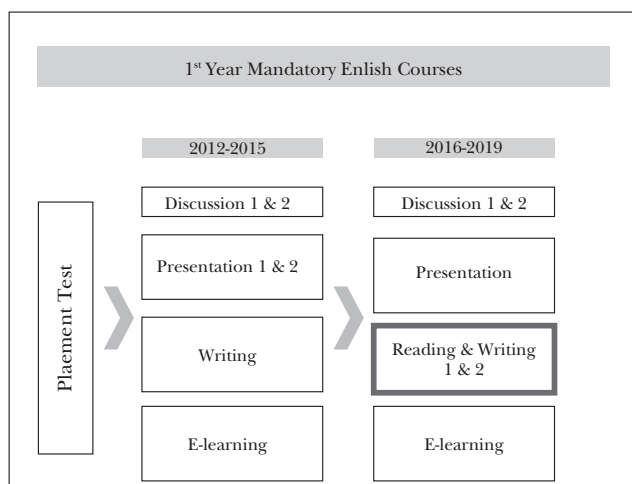 1st Year Mandatory Enlish Courses
2012-2015
2016-2019
Plaement Test
Discussion 1 & 2
Discussion 1 & 2
Presentation 1 & 2
Presentation
Writing
Reading & Writing
1 & 2
E-learning
E-learning